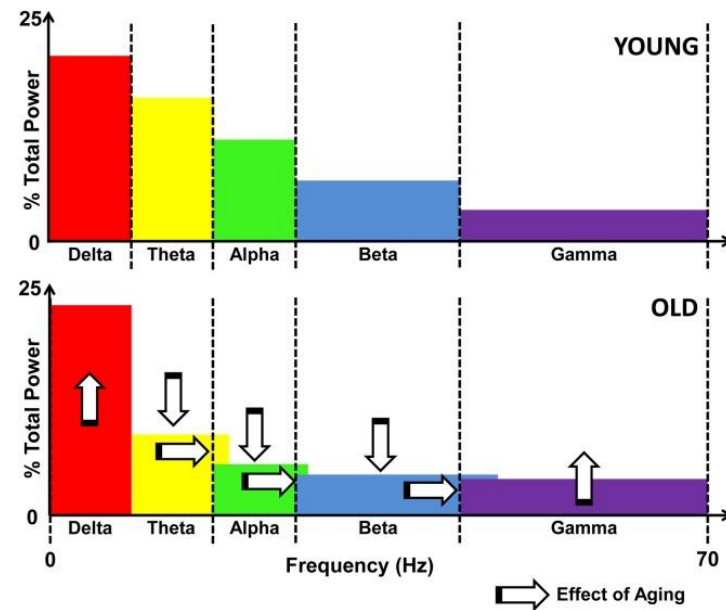 25
YOUNG
% Total Power
0
Delta Theta Alpha Beta Gamma
25
OLD
% Total Power
0
Delta Theta Alpha Beta Gamma
0 Frequency (Hz) 70
Effect of Aging